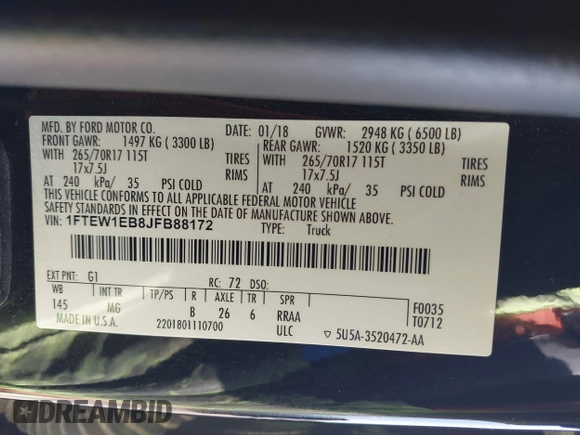 MFD. BY FORD MOTOR CO.
DATE: 01/18 GVWR: 2948 KG ( 6500 LB)
FRONT GAWR: 1497 KG ( 3300 LB)
REAR GAWR: 1520 KG ( 3350 LB)
WITH 265/70R17 115T TIRES
WITH 265/70R17 115T TIRES
17x7.5J RIMS
17x7.5J RIMS
AT 240 kPa/ 35 PSI COLD
AT 240 kPa/ 35 PSI COLD
THIS VEHICLE CONFORMS TO ALL APPLICABLE FEDERAL MOTOR VEHICLE
SAFETY AND THEFT PREVENTION STANDARDS IN EFFECT ON THE DATE OF MANUFACTURE SHOWN ABOVE.
VIN: 1FTEW1EB8JFB88172
TYPE: Truck
EXT PNT: G1 RC: 72 DSO:
WB INT TR TP/PS R AXLE TR SPR F0035
145 MG B 26 6 RRAA T0712
MADE IN U.S.A. 2201801110700 ULC ▽ 5U5A-3520472-AA
DREAMBID